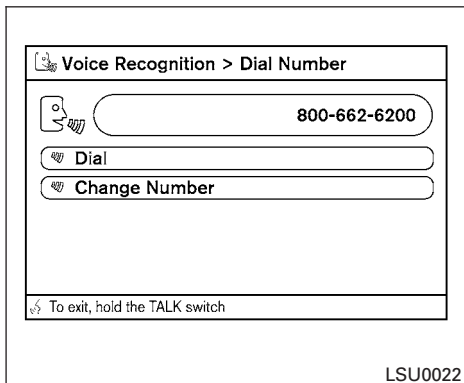 Voice Recognition > Dial Number
800-662-6200
Dial
Change Number
To exit, hold the TALK switch
LSU0022